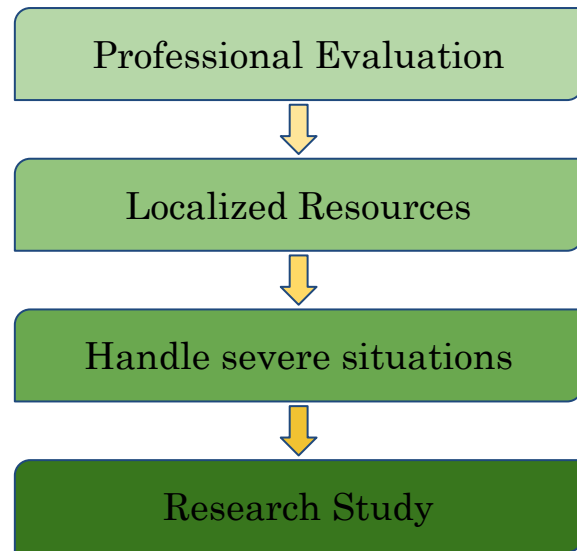 Professional Evaluation
Localized Resources
Handle severe situations
Research Study